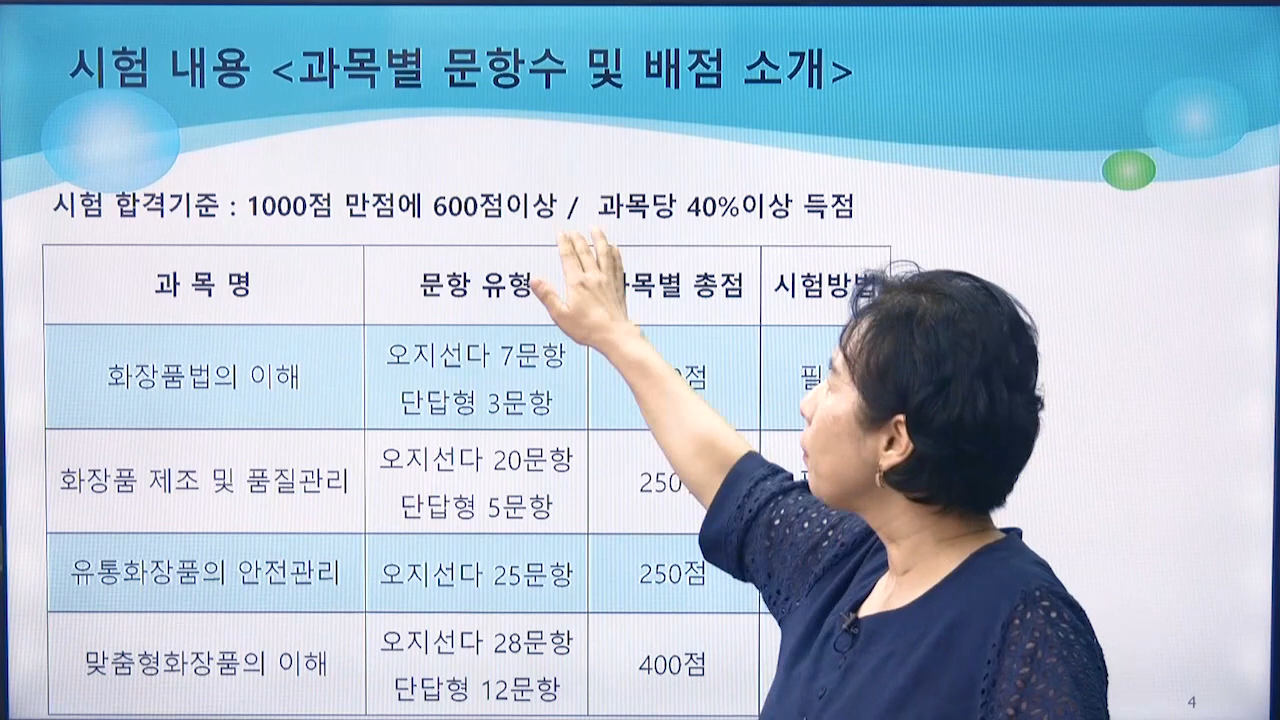 시험 내용 <과목별 문항수 및 배점 소개>
시험 합격기준 : 1000점 만점에 600점이상 / 과목당 40%이상 득점
과 목 명 문항 유형 총점
화장품법의 이해
오지선다 7문항
단답형 3문항
화장품 제조 및 품질관리
오지선다 20문항
단답형 5문항
유통화장품의 안전관리 오지선다 25문항 250점
맞춤형화장품의 이해
오지선다 28문항
단답형 12문항
400점
4